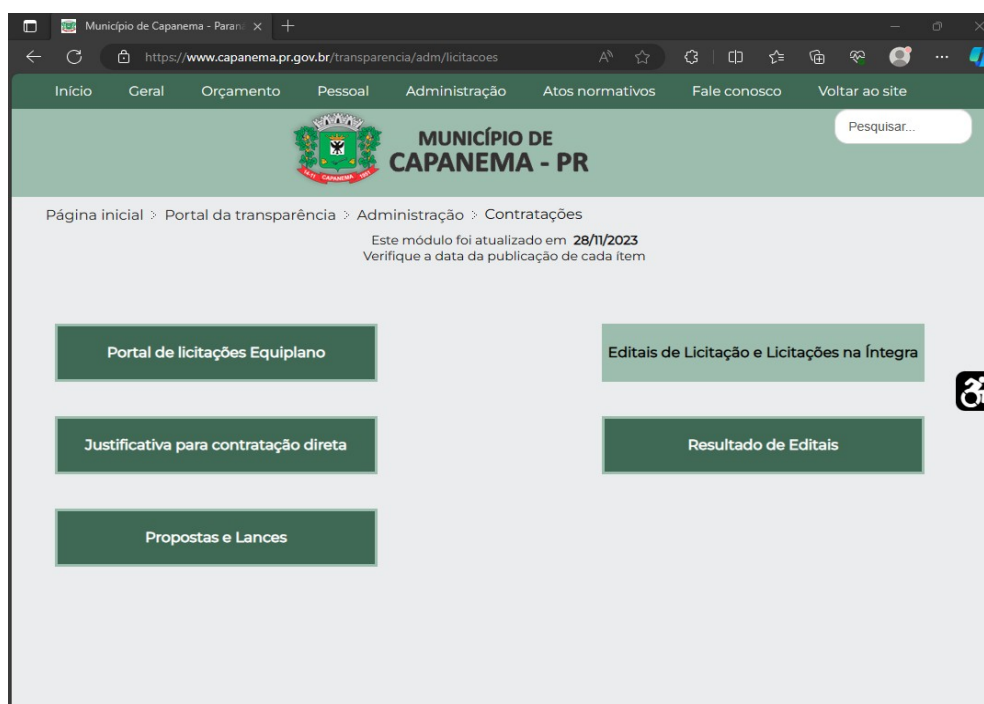 Município de Capanema - Paran
https://www.capanema.pr.gov.br/transparencia/adm/licitacoes
Início Geral Orçamento Pessoal Administração Atos normativos Fale conosco Voltar ao site
Pesquisar...
MUNICÍPIO DE
CAPANEMA - PR
CAPANEMA
Página inicial > Portal da transparência > Administração > Contratações
Este módulo foi atualizado em 28/11/2023
Verifique a data da publicação de cada ítem
Portal de licitações Equiplano
Editais de Licitação e Licitações na Íntegra
Justificativa para contratação direta
Resultado de Editais
Propostas e Lances